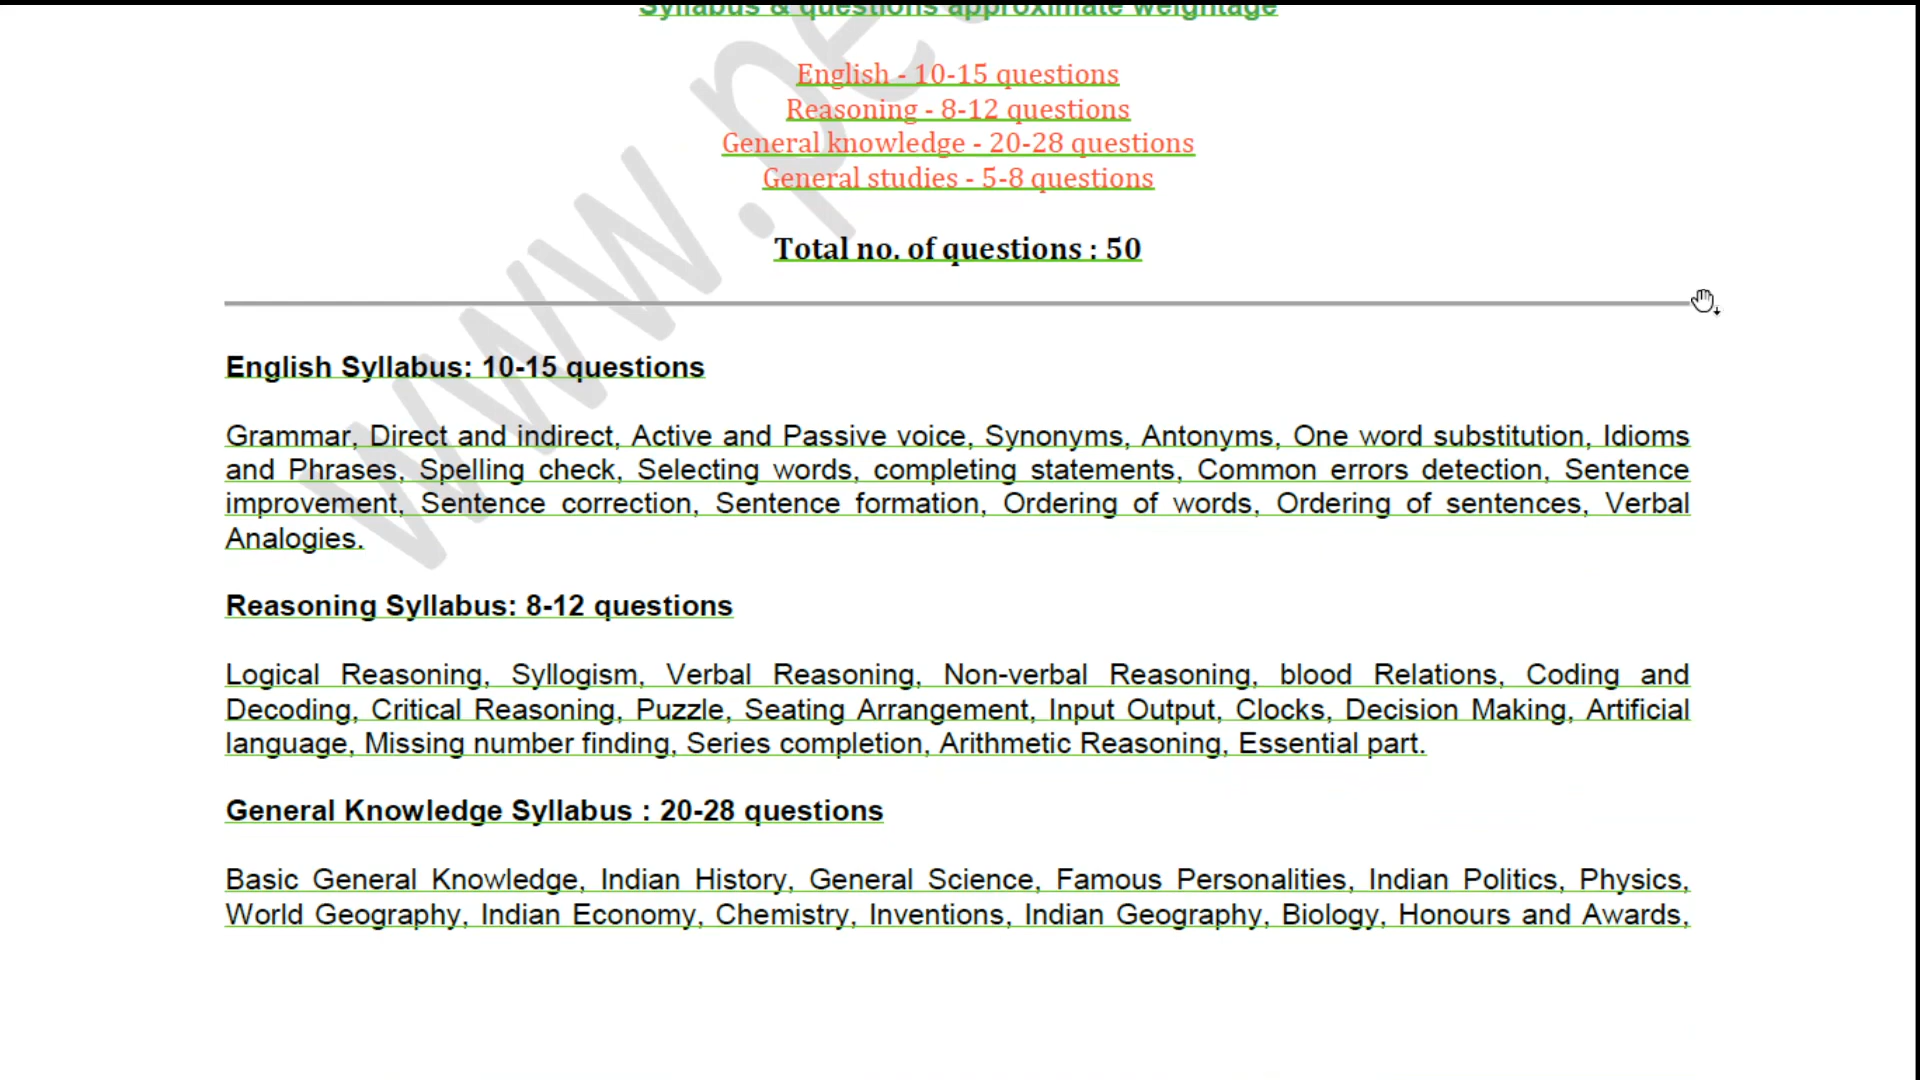 Syllabus & questions approximate weightage
English - 10-15 questions
Reasoning - 8-12 questions
General knowledge - 20-28 questions
General studies - 5-8 questions
Total no. of questions : 50
English Syllabus: 10-15 questions
Grammar, Direct and indirect, Active and Passive voice, Synonyms, Antonyms, One word substitution, Idioms
and Phrases, Spelling check, Selecting words, completing statements, Common errors detection, Sentence
improvement, Sentence correction, Sentence formation, Ordering of words, Ordering of sentences, Verbal
Analogies.
Reasoning Syllabus: 8-12 questions
Logical Reasoning, Syllogism, Verbal Reasoning, Non-verbal Reasoning, blood Relations, Coding and
Decoding, Critical Reasoning, Puzzle, Seating Arrangement, Input Output, Clocks, Decision Making, Artificial
language, Missing number finding, Series completion, Arithmetic Reasoning, Essential part.
General Knowledge Syllabus : 20-28 questions
Basic General Knowledge, Indian History, General Science, Famous Personalities, Indian Politics, Physics,
World Geography, Indian Economy, Chemistry, Inventions, Indian Geography, Biology, Honours and Awards,